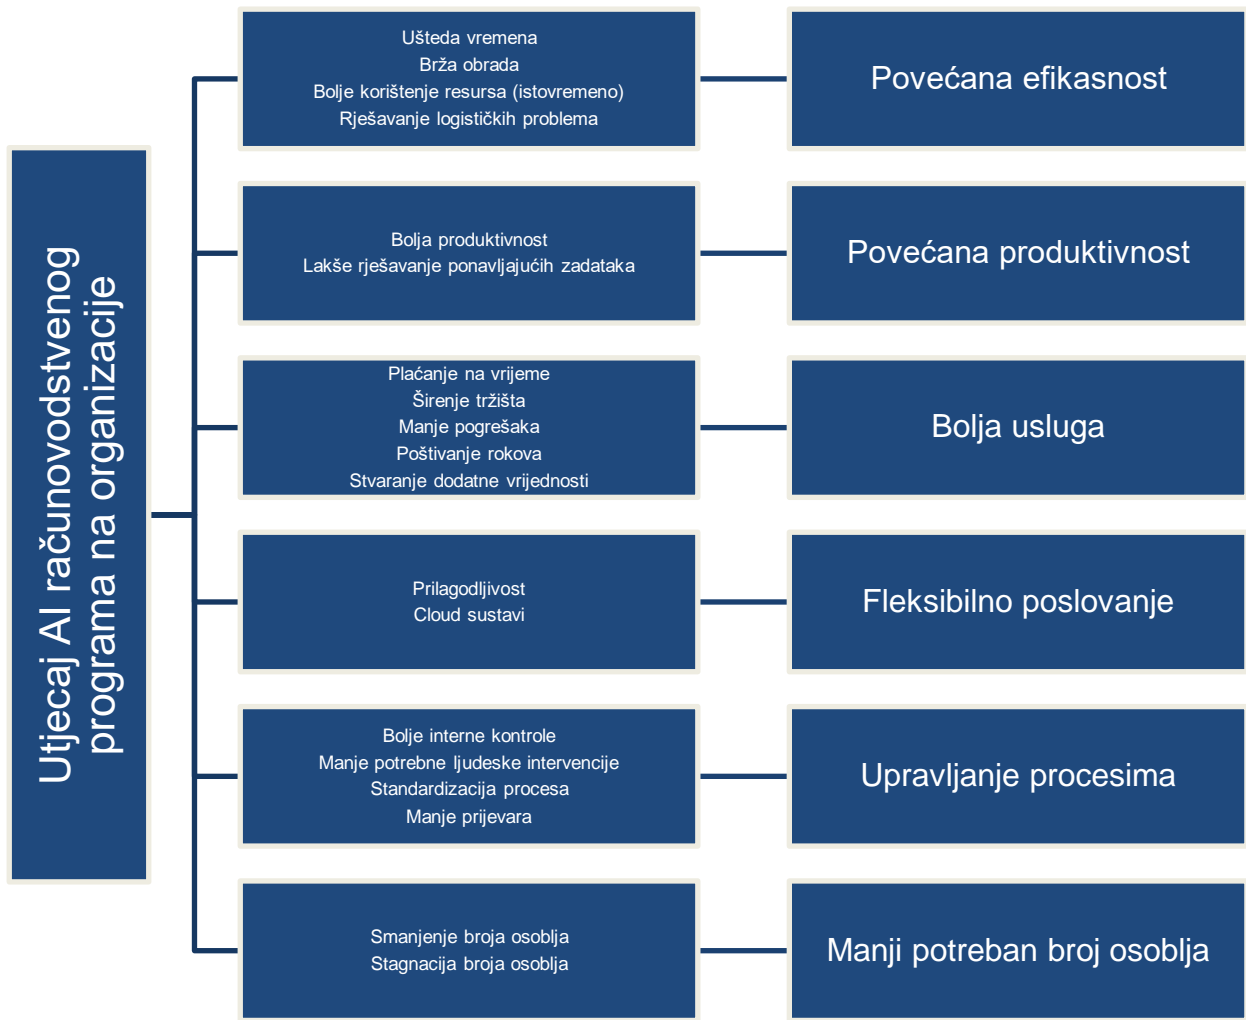 Utjecaj AI računovodstvenog
programa na organizacije
Ušteda vremena
Brža obrada
Bolje korištenje resursa (istovremeno)
Rješavanje logističkih problema
Povećana efikasnost
Bolja produktivnost
Lakše rješavanje ponavljajućih zadataka
Povećana produktivnost
Plaćanje na vrijeme
Širenje tržišta
Manje pogrešaka
Poštivanje rokova
Stvaranje dodatne vrijednosti
Bolja usluga
Prilagodljivost
Cloud sustavi
Fleksibilno poslovanje
Bolje interne kontrole
Manje potrebne ljudeske intervencije
Standardizacija procesa
Manje prijevara
Upravljanje procesima
Smanjenje broja osoblja
Stagnacija broja osoblja
Manji potreban broj osoblja